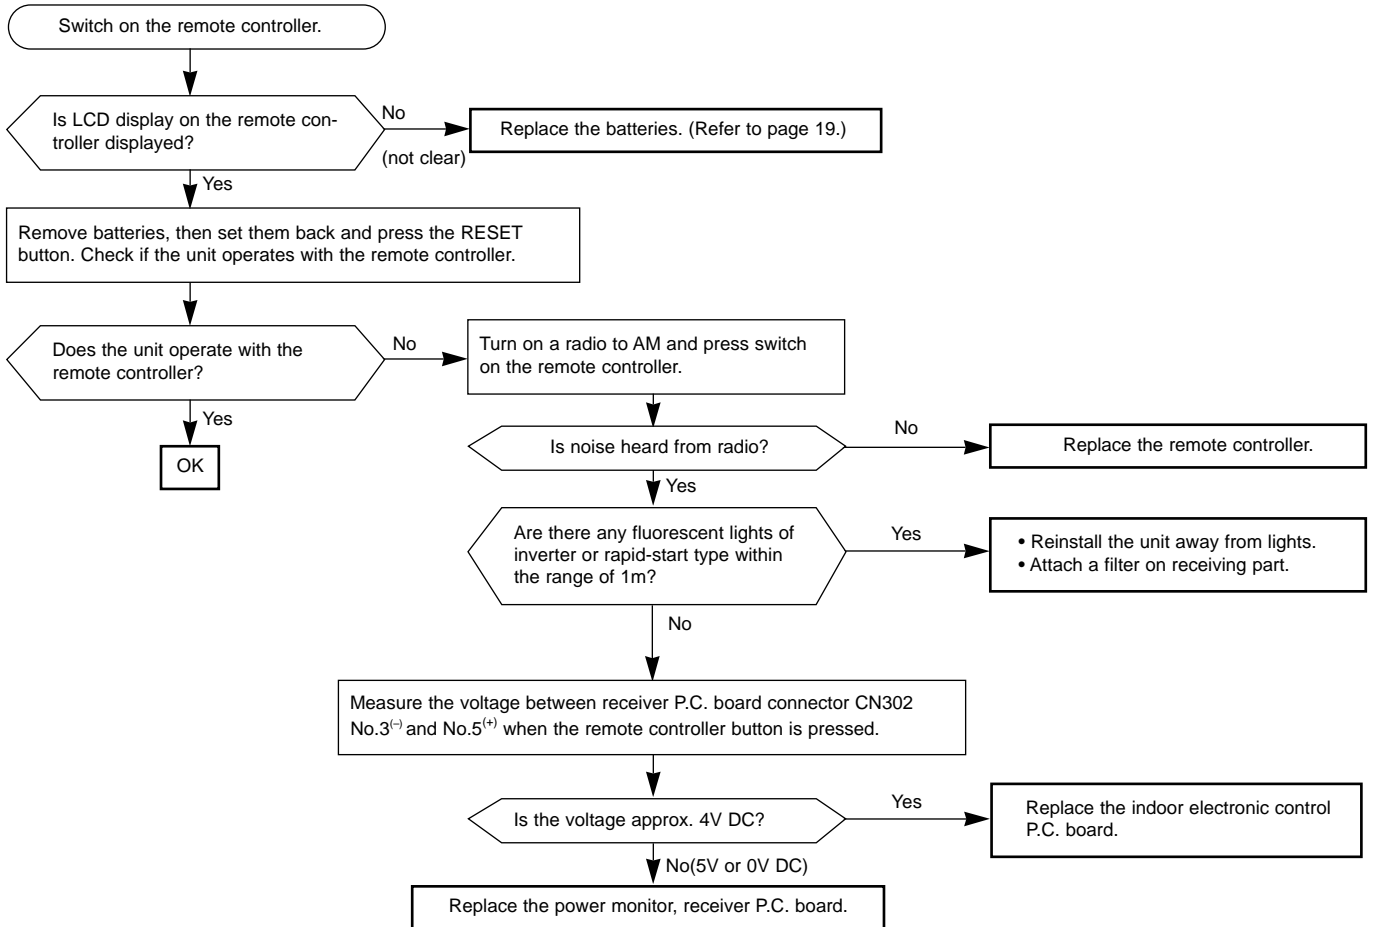 Switch on the remote controller.
Is LCD display on the remote con-
troller displayed?
No
(not clear)
Replace the batteries. (Refer to page 19.)
Yes
Remove batteries, then set them back and press the RESET
button. Check if the unit operates with the remote controller.
Does the unit operate with the
remote controller?
No
Turn on a radio to AM and press switch
on the remote controller.
Yes
OK
Is noise heard from radio?
No
Replace the remote controller.
Yes
Are there any fluorescent lights of
inverter or rapid-start type within
the range of 1m?
Yes
• Reinstall the unit away from lights.
• Attach a filter on receiving part.
No
Measure the voltage between receiver P.C. board connector CN302
No.3(–) and No.5(+) when the remote controller button is pressed.
Is the voltage approx. 4V DC?
Yes
Replace the indoor electronic control
P.C. board.
No(5V or 0V DC)
Replace the power monitor, receiver P.C. board.